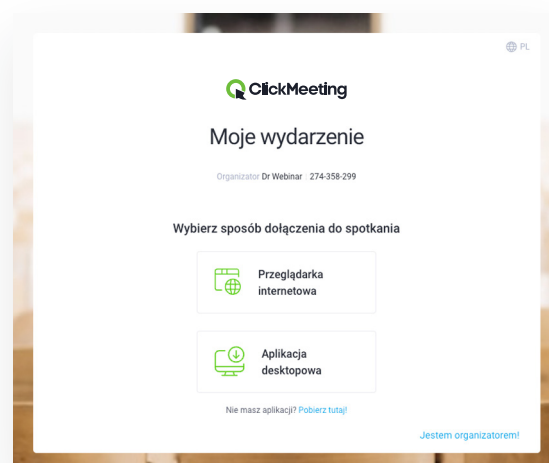 PL
ClickMeeting
Moje wydarzenie
Organizator Dr Webinar 274-358-299
Wybierz sposób dołączenia do spotkania
Przeglądarka
internetowa
Aplikacja
desktopowa
Nie masz aplikacji? Pobierz tutaj!
Jestem organizatorem!